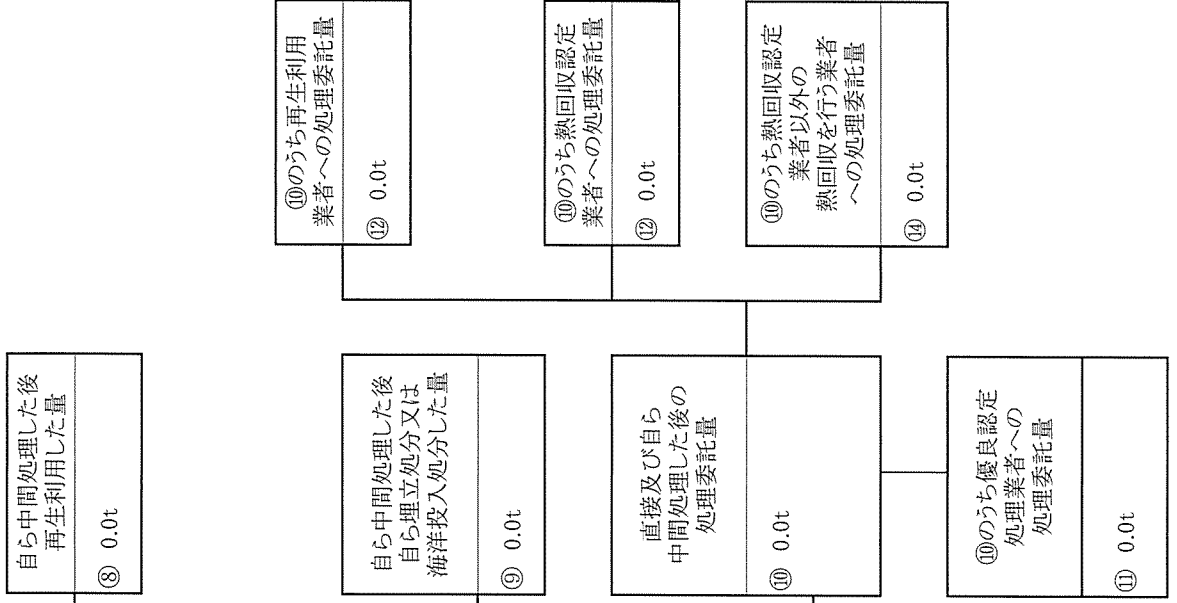 自ら中間処理した後
再生利用した量
⑧ 0.0t
自ら中間処理した後
自ら埋立処分又は
海洋投入処分した量
⑨ 0.0t
直接及び自ら
中間処理した後の
処理委託量
⑩ 0.0t
⑩のうち優良認定
処理業者への
処理委託量
⑪ 0.0t
⑩のうち再生利用
業者への処理委託量
⑫ 0.0t
⑩のうち熱回収認定
業者への処理委託量
⑫ 0.0t
⑩のうち熱回収認定
業者以外の
熱回収を行う業者
への処理委託量
⑭ 0.0t